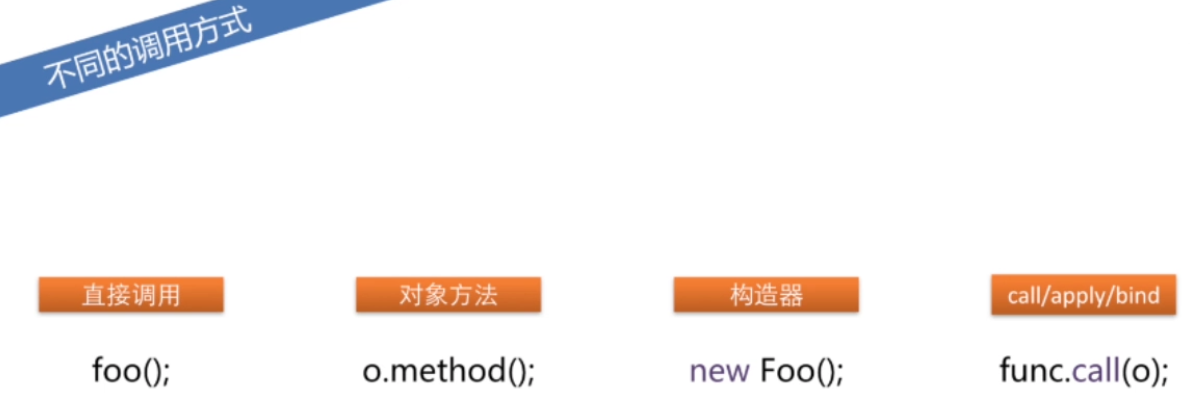 不同的调用方式
直接调用
对象方法
构造器
call/apply/bind
foo();
o.method();
new Foo();
func.call(o);